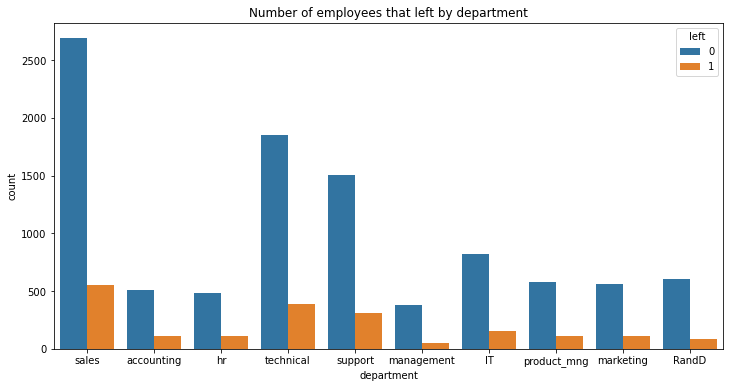 Number of employees that left by department
left
0
1
2500
2000
1500
1000
500
0
count
sales accounting hr technical support management IT product_mng marketing RandD
department